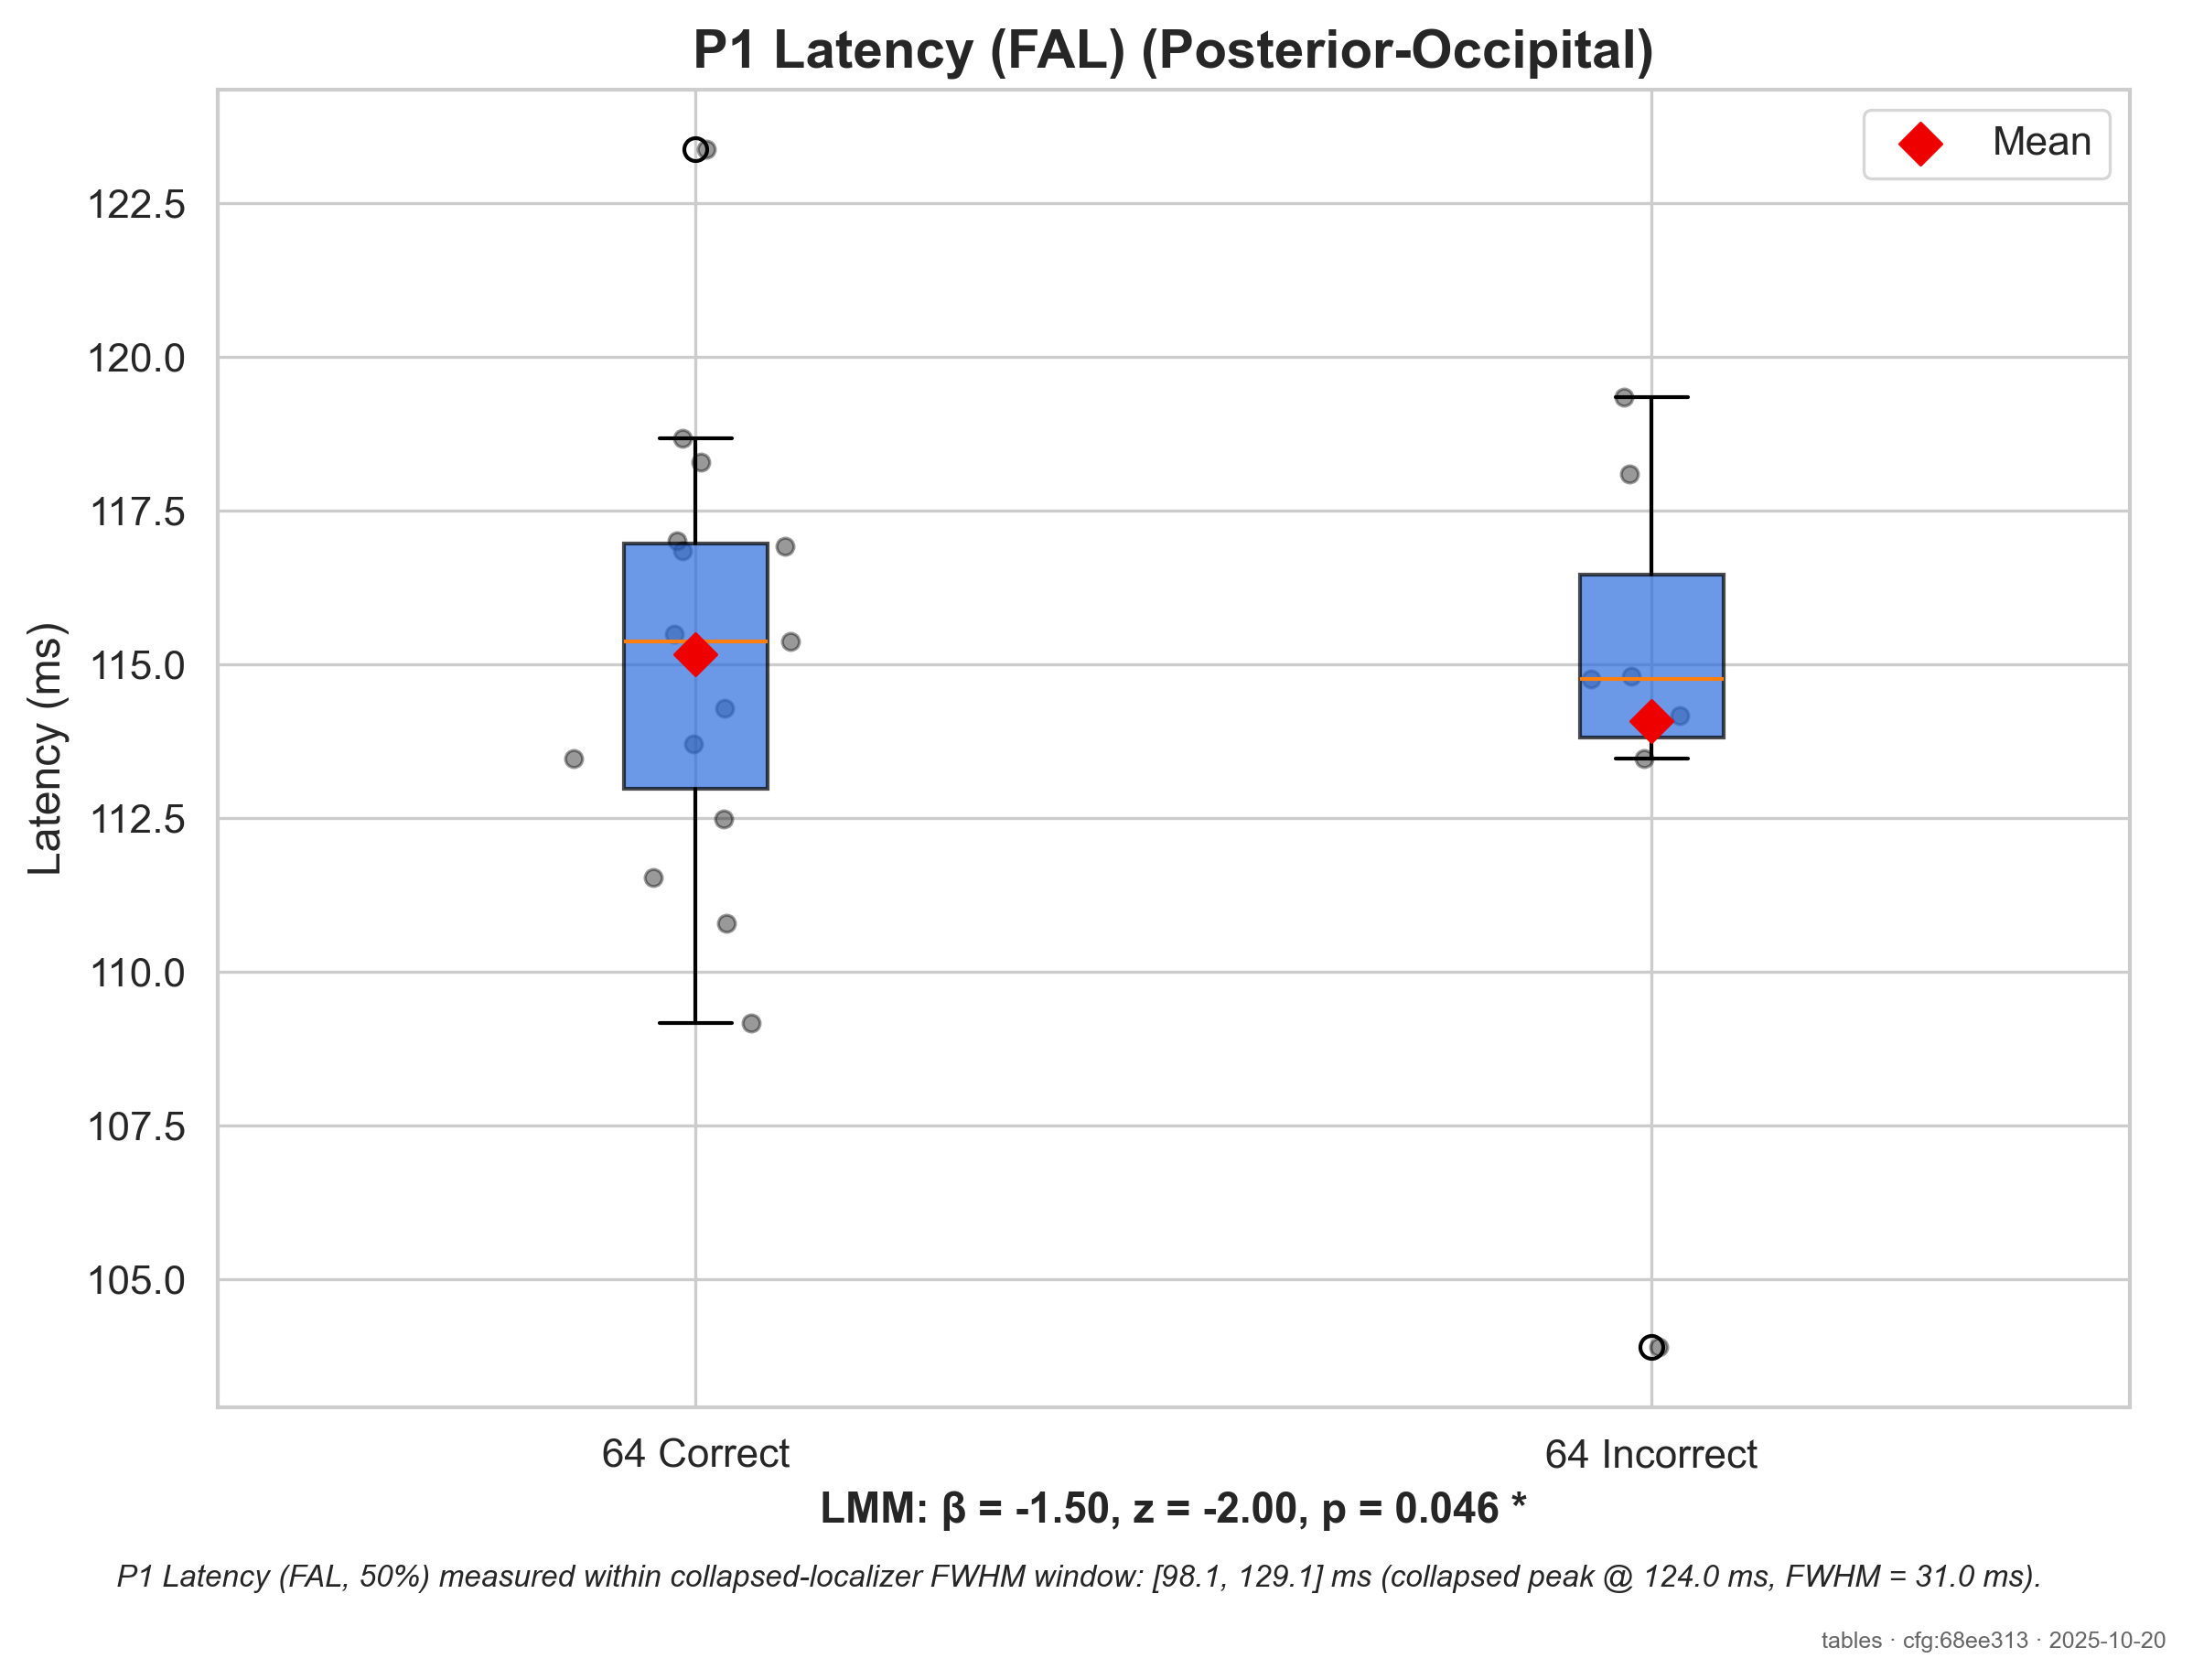 P1 Latency (FAL) (Posterior-Occipital)
Mean
122.5
120.0
117.5
115.0
112.5
110.0
107.5
105.0
Latency (ms)
64 Correct
64 Incorrect
LMM: β = -1.50, z = -2.00, p = 0.046 *
P1 Latency (FAL, 50%) measured within collapsed-localizer FWHM window: [98.1, 129.1] ms (collapsed peak @ 124.0 ms, FWHM = 31.0 ms).
tables · cfg:68ee313 · 2025-10-20